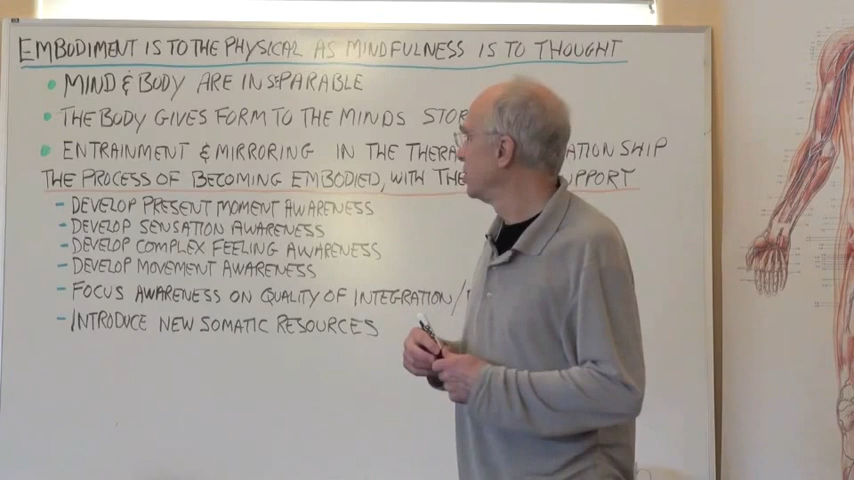 EMBODIMENT IS TO THE PHYSICAL AS MINDFULNESS IS TO THOUGHT
• MIND & BODY ARE INSEPARABLE
• THE BODY GIVES FORM TO THE MINDS
• ENTRAINMENT & MIRRORING IN THE
THE PROCESS OF BECOMING EMBODIED, WITH
- DEVELOP PRESENT MOMENT AWARENESS
- DEVELOP SENSATION AWARENESS
- DEVELOP COMPLEX FEELING AWARENESS
- DEVELOP MOVEMENT AWARENESS
- FOCUS AWARENESS ON QUALITY OF INTEGRATION/
- INTRODUCE NEW SOMATIC RESOURCES